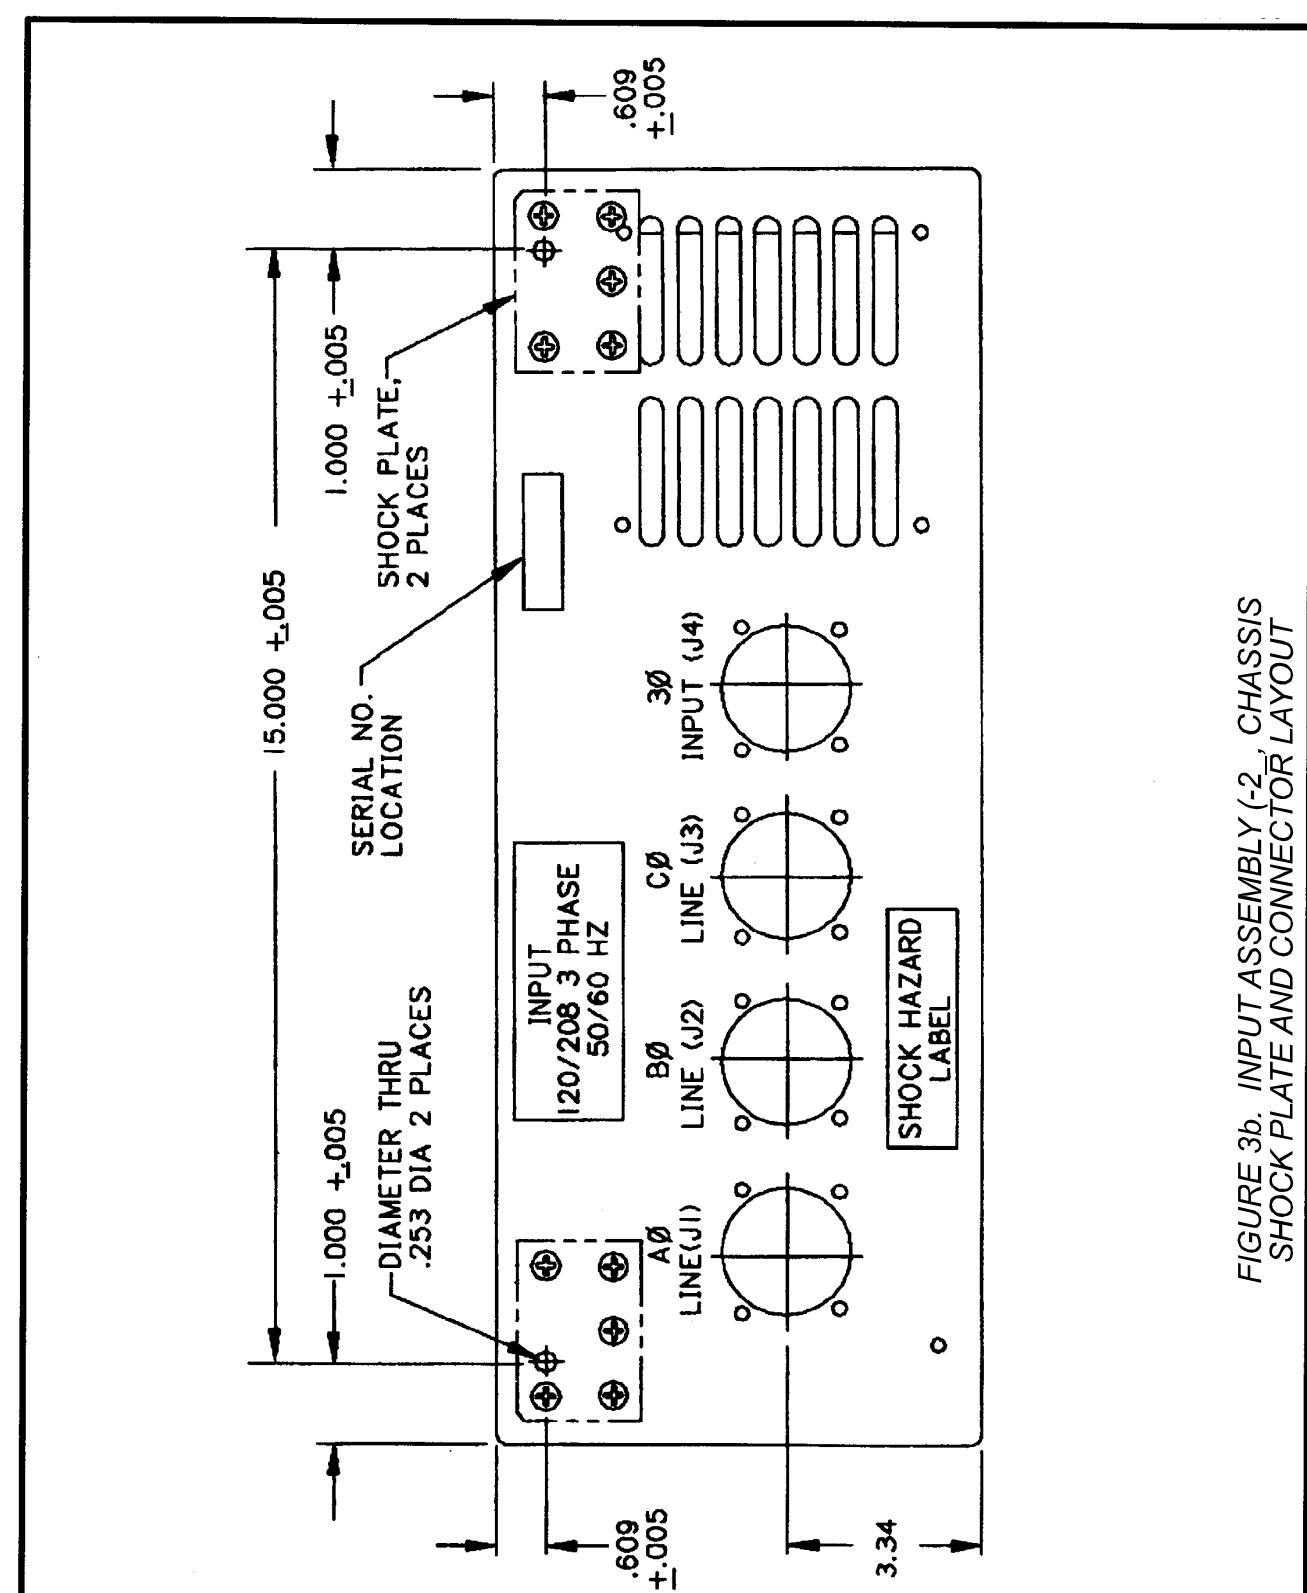 15.000 ±.005
1.000 ±.005
1.000 ±.005
DIAMETER THRU
.253 DIA 2 PLACES
SERIAL NO.
LOCATION
SHOCK PLATE,
2 PLACES
.609
±.005
.609
±.005
INPUT
120/208 3 PHASE
50/60 HZ
AØ
LINE(J1)
BØ
LINE (J2)
CØ
LINE (J3)
3Ø
INPUT (J4)
SHOCK HAZARD
LABEL
3.34
FIGURE 3b. INPUT ASSEMBLY (-2_, CHASSIS
SHOCK PLATE AND CONNECTOR LAYOUT